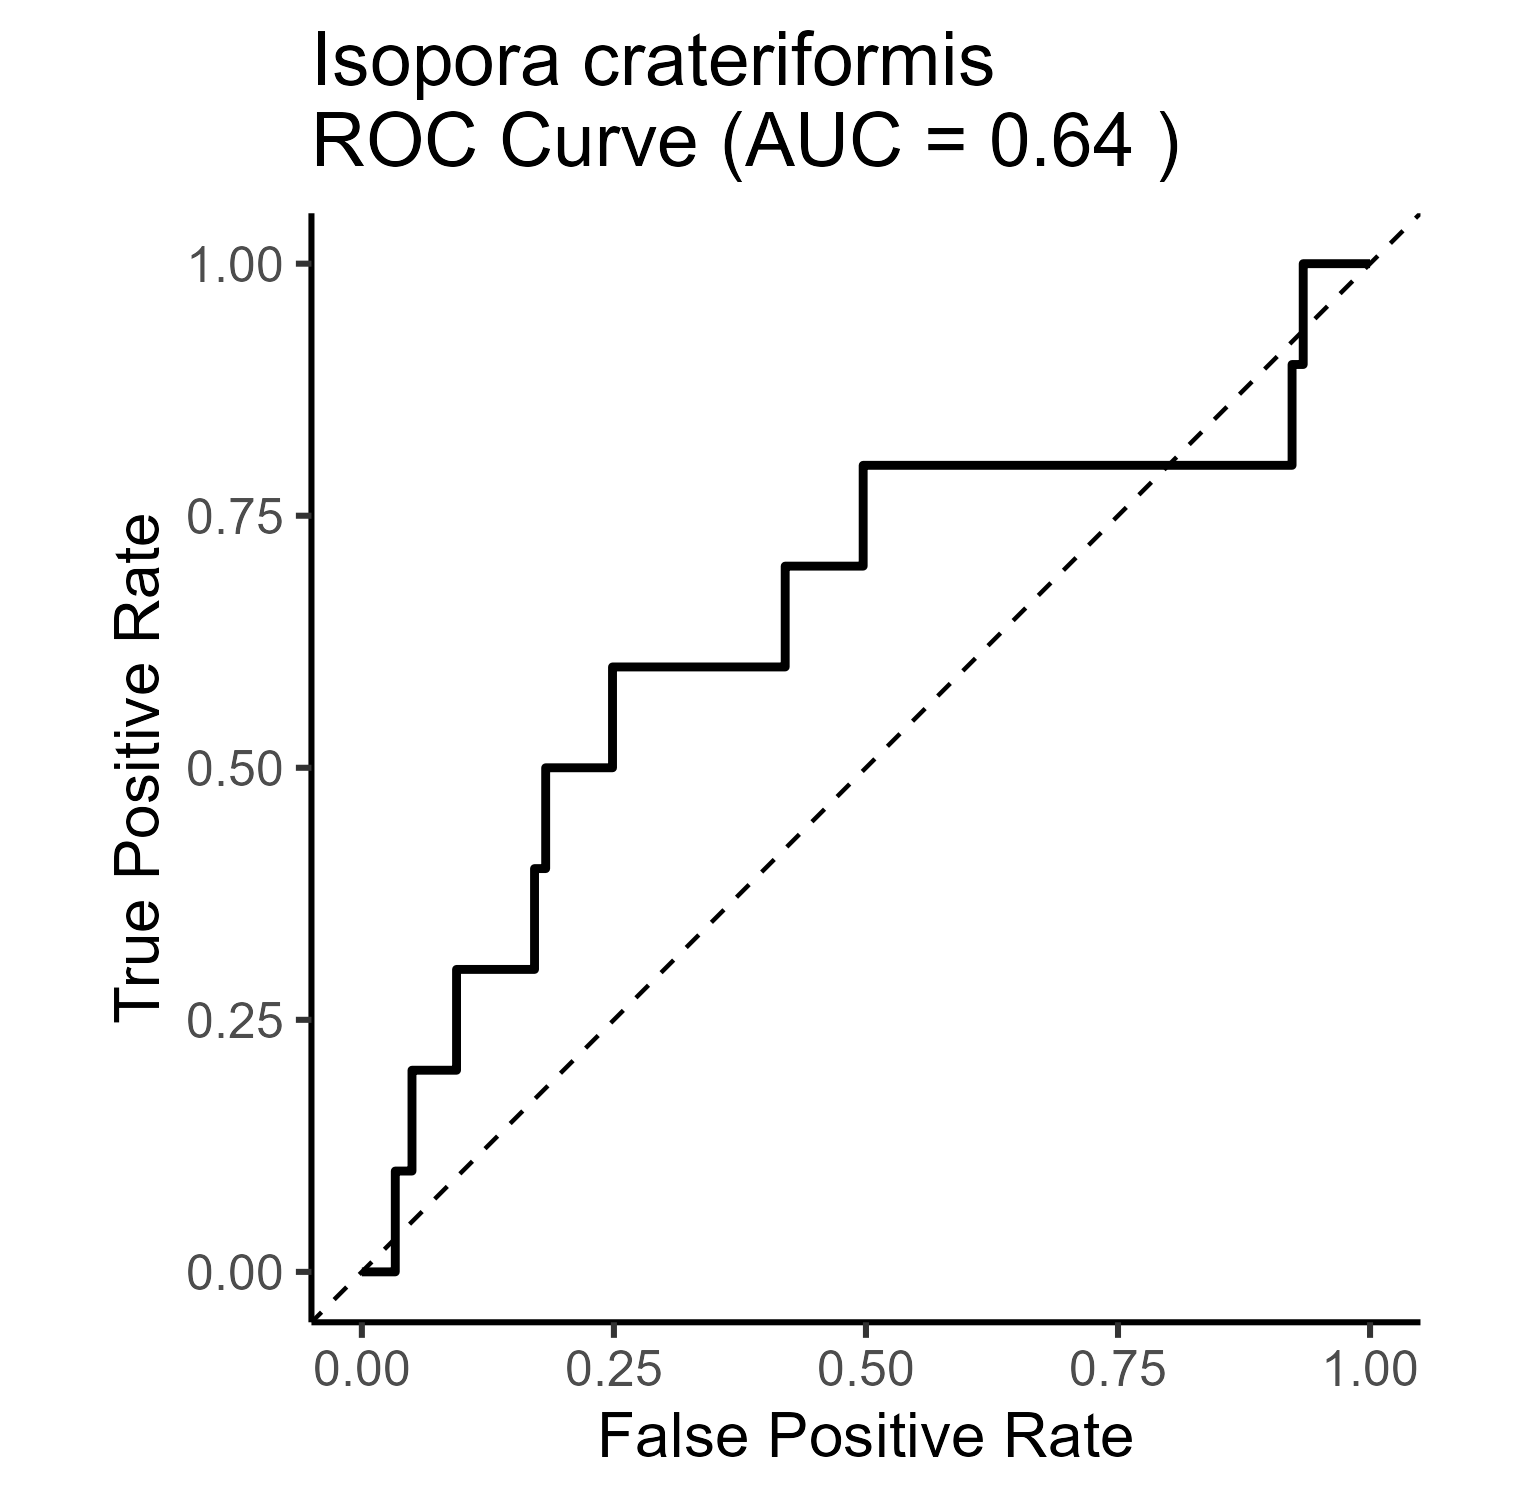 Isopora crateriformis
ROC Curve (AUC = 0.64 )
True Positive Rate
1.00
0.75
0.50
0.25
0.00
0.00 0.25 0.50 0.75 1.00
False Positive Rate